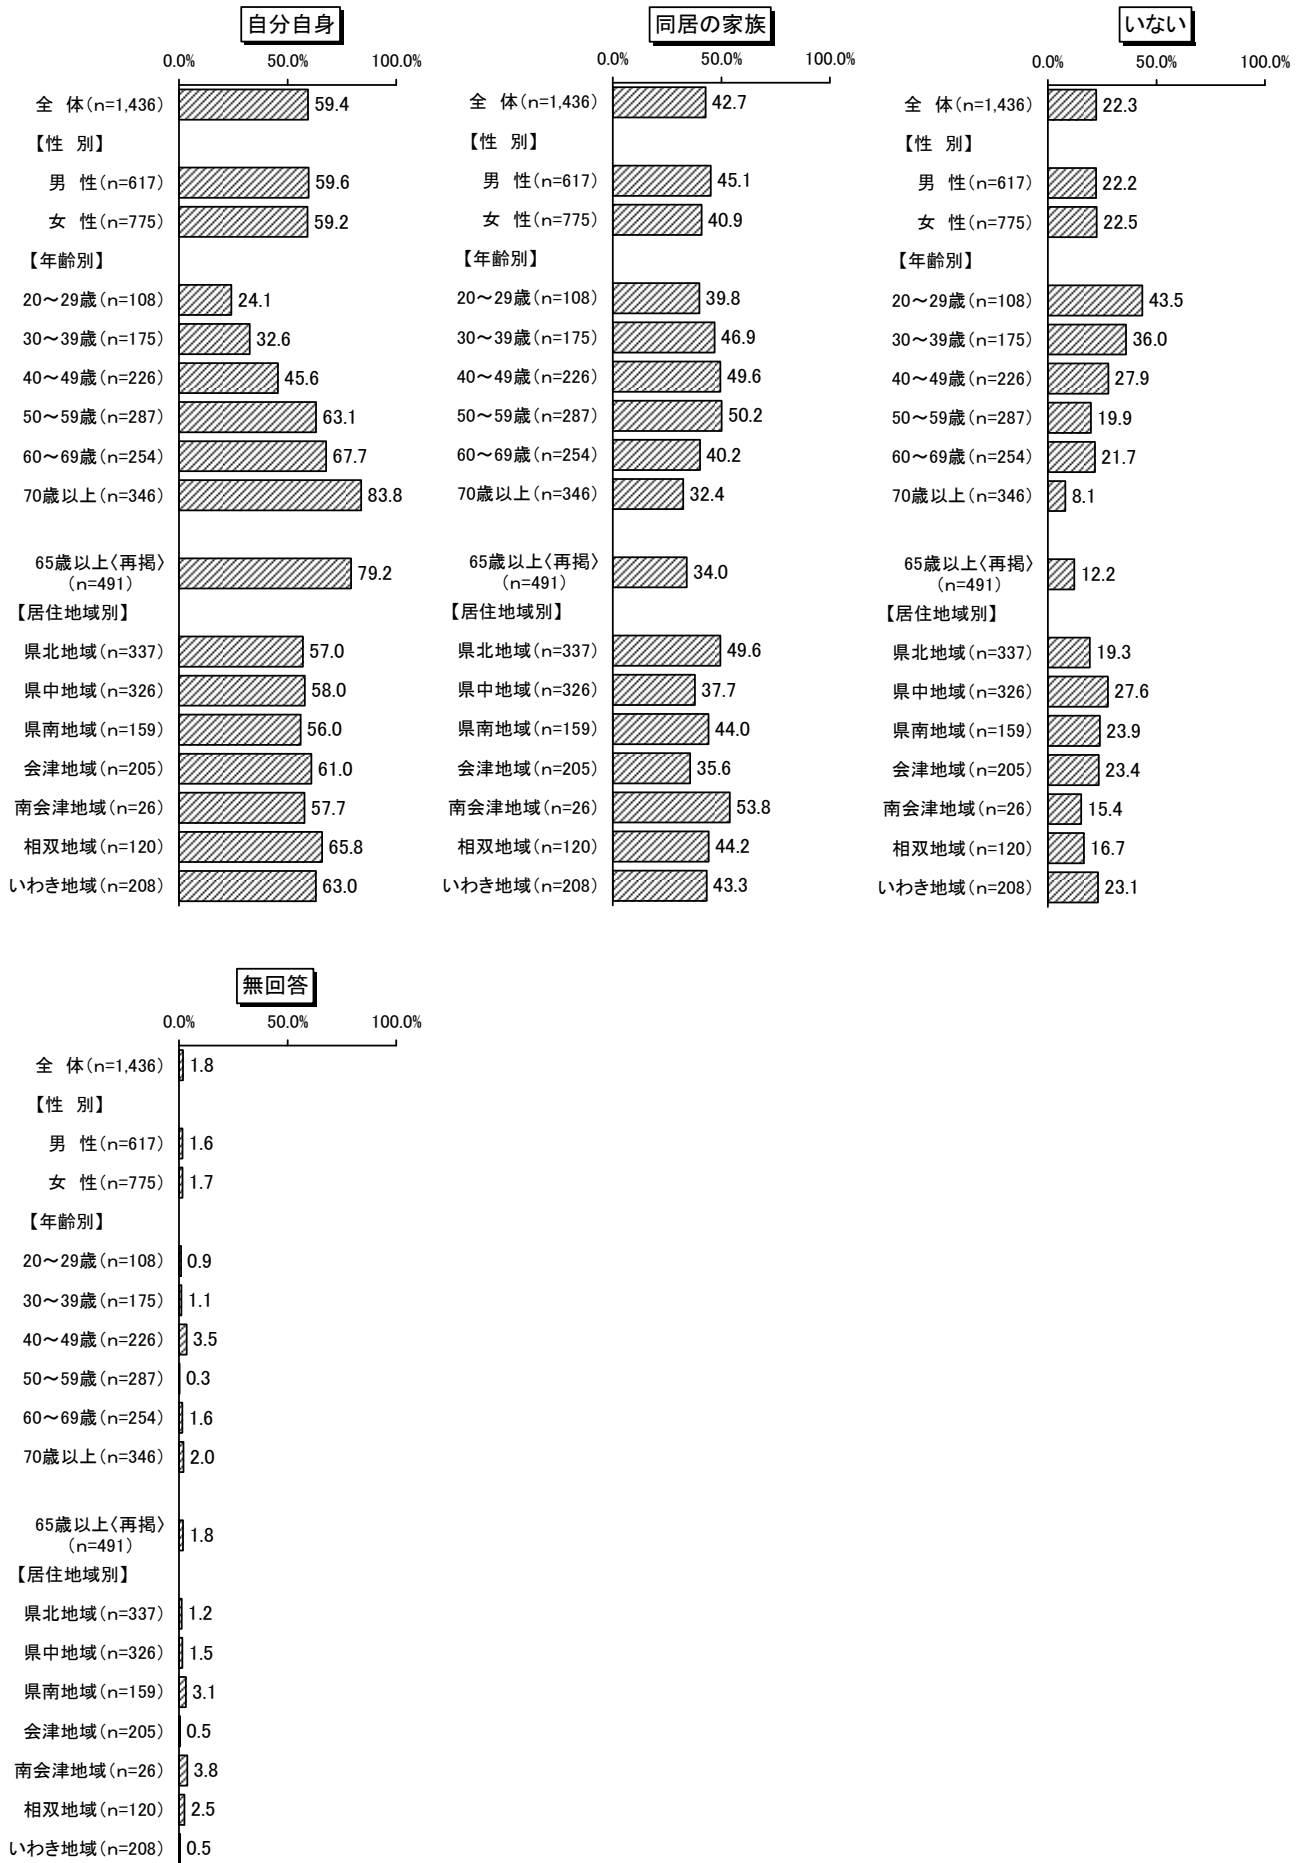 自分自身
0.0% 50.0% 100.0%
全 体(n=1,436) 59.4
【性 別】
男 性(n=617) 59.6
女 性(n=775) 59.2
【年齢別】
20～29歳(n=108) 24.1
30～39歳(n=175) 32.6
40～49歳(n=226) 45.6
50～59歳(n=287) 63.1
60～69歳(n=254) 67.7
70歳以上(n=346) 83.8
65歳以上〈再掲〉
(n=491) 79.2
【居住地域別】
県北地域(n=337) 57.0
県中地域(n=326) 58.0
県南地域(n=159) 56.0
会津地域(n=205) 61.0
南会津地域(n=26) 57.7
相双地域(n=120) 65.8
いわき地域(n=208) 63.0
同居の家族
0.0% 50.0% 100.0%
全 体(n=1,436) 42.7
【性 別】
男 性(n=617) 45.1
女 性(n=775) 40.9
【年齢別】
20～29歳(n=108) 39.8
30～39歳(n=175) 46.9
40～49歳(n=226) 49.6
50～59歳(n=287) 50.2
60～69歳(n=254) 40.2
70歳以上(n=346) 32.4
65歳以上〈再掲〉
(n=491) 34.0
【居住地域別】
県北地域(n=337) 49.6
県中地域(n=326) 37.7
県南地域(n=159) 44.0
会津地域(n=205) 35.6
南会津地域(n=26) 53.8
相双地域(n=120) 44.2
いわき地域(n=208) 43.3
いない
0.0% 50.0% 100.0%
全 体(n=1,436) 22.3
【性 別】
男 性(n=617) 22.2
女 性(n=775) 22.5
【年齢別】
20～29歳(n=108) 43.5
30～39歳(n=175) 36.0
40～49歳(n=226) 27.9
50～59歳(n=287) 19.9
60～69歳(n=254) 21.7
70歳以上(n=346) 8.1
65歳以上〈再掲〉
(n=491) 12.2
【居住地域別】
県北地域(n=337) 19.3
県中地域(n=326) 27.6
県南地域(n=159) 23.9
会津地域(n=205) 23.4
南会津地域(n=26) 15.4
相双地域(n=120) 16.7
いわき地域(n=208) 23.1
無回答
0.0% 50.0% 100.0%
全 体(n=1,436) 1.8
【性 別】
男 性(n=617) 1.6
女 性(n=775) 1.7
【年齢別】
20～29歳(n=108) 0.9
30～39歳(n=175) 1.1
40～49歳(n=226) 3.5
50～59歳(n=287) 0.3
60～69歳(n=254) 1.6
70歳以上(n=346) 2.0
65歳以上〈再掲〉
(n=491) 1.8
【居住地域別】
県北地域(n=337) 1.2
県中地域(n=326) 1.5
県南地域(n=159) 3.1
会津地域(n=205) 0.5
南会津地域(n=26) 3.8
相双地域(n=120) 2.5
いわき地域(n=208) 0.5